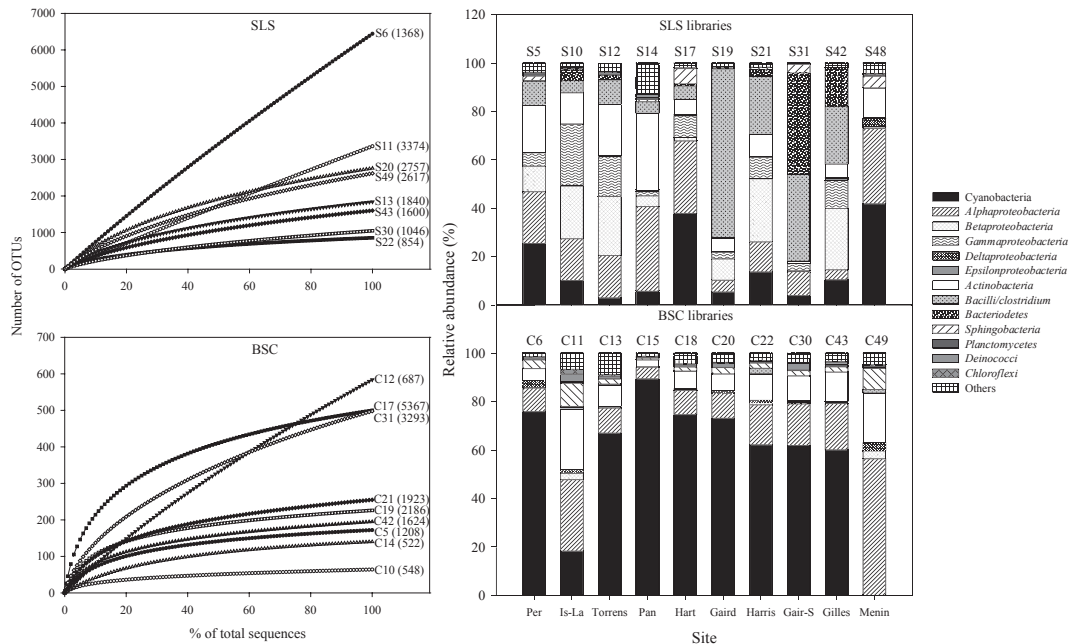 SLS
7000
6000
5000
4000
3000
2000
1000
0
S6 (1368)
S11 (3374)
S20 (2757)
S49 (2617)
S13 (1840)
S43 (1600)
S30 (1046)
S22 (854)
0 20 40 60 80 100
Number of OTUs
BSC
700
600
500
400
300
200
100
0
C12 (687)
C17 (5367)
C31 (3293)
C21 (1923)
C19 (2186)
C42 (1624)
C5 (1208)
C14 (522)
C10 (548)
0 20 40 60 80 100
% of total sequences
SLS libraries
120
100
80
60
40
20
0
S5 S10 S12 S14 S17 S19 S21 S31 S42 S48
Relative abundance (%)
BSC libraries
100
80
60
40
20
0
C6 C11 C13 C15 C18 C20 C22 C30 C43 C49
Per Is-La Torrens Pan Hart Gaird Harris Gair-S Gilles Menin
Site
Cyanobacteria
Alphaproteobacteria
Betaproteobacteria
Gammaproteobacteria
Deltaproteobacteria
Epsilonproteobacteria
Actinobacteria
Bacilli/clostridium
Bacteriodetes
Sphingobacteria
Planctomycetes
Deinococci
Chloroflexi
Others